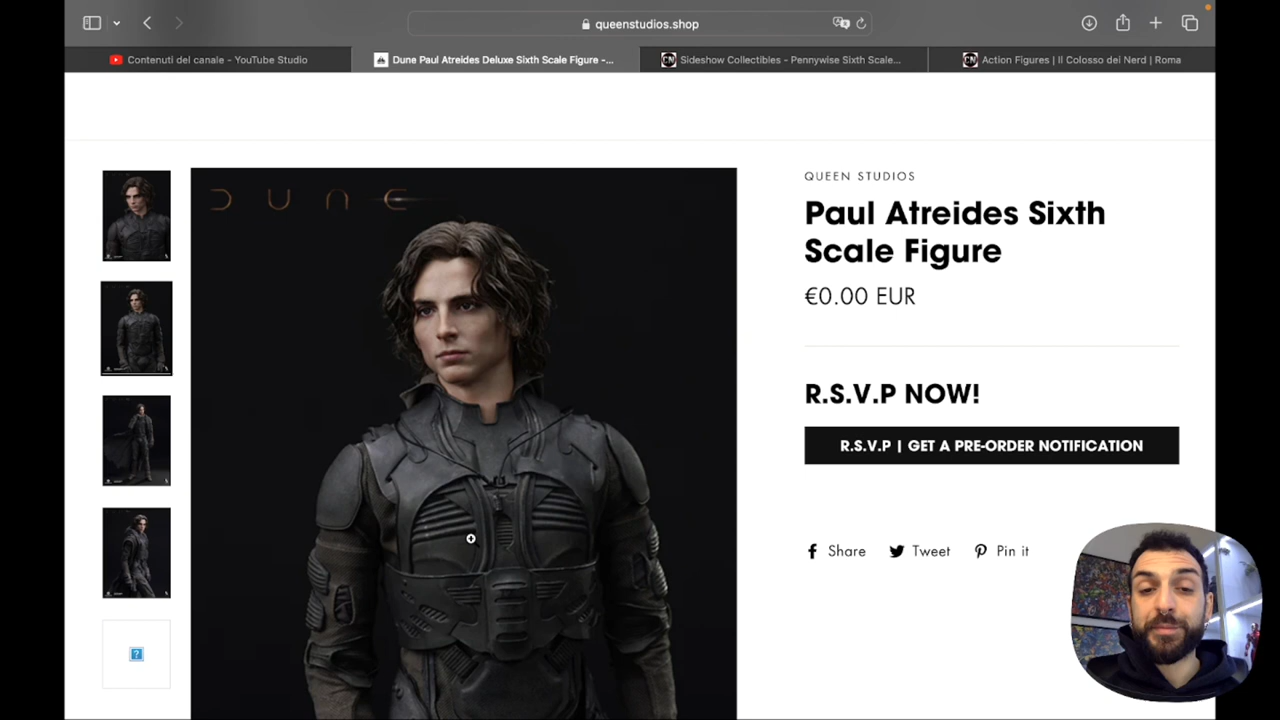 queenstudios.shop
Contenuti del canale - YouTube Studio
Dune Paul Atreides Deluxe Sixth Scale Figure -...
Sideshow Collectibles - Pennywise Sixth Scale...
Action Figures | Il Colosso dei Nerd | Roma
DUNE
QUEEN STUDIOS
Paul Atreides Sixth
Scale Figure
€0.00 EUR
R.S.V.P NOW!
R.S.V.P | GET A PRE-ORDER NOTIFICATION
Share
Tweet
Pin it